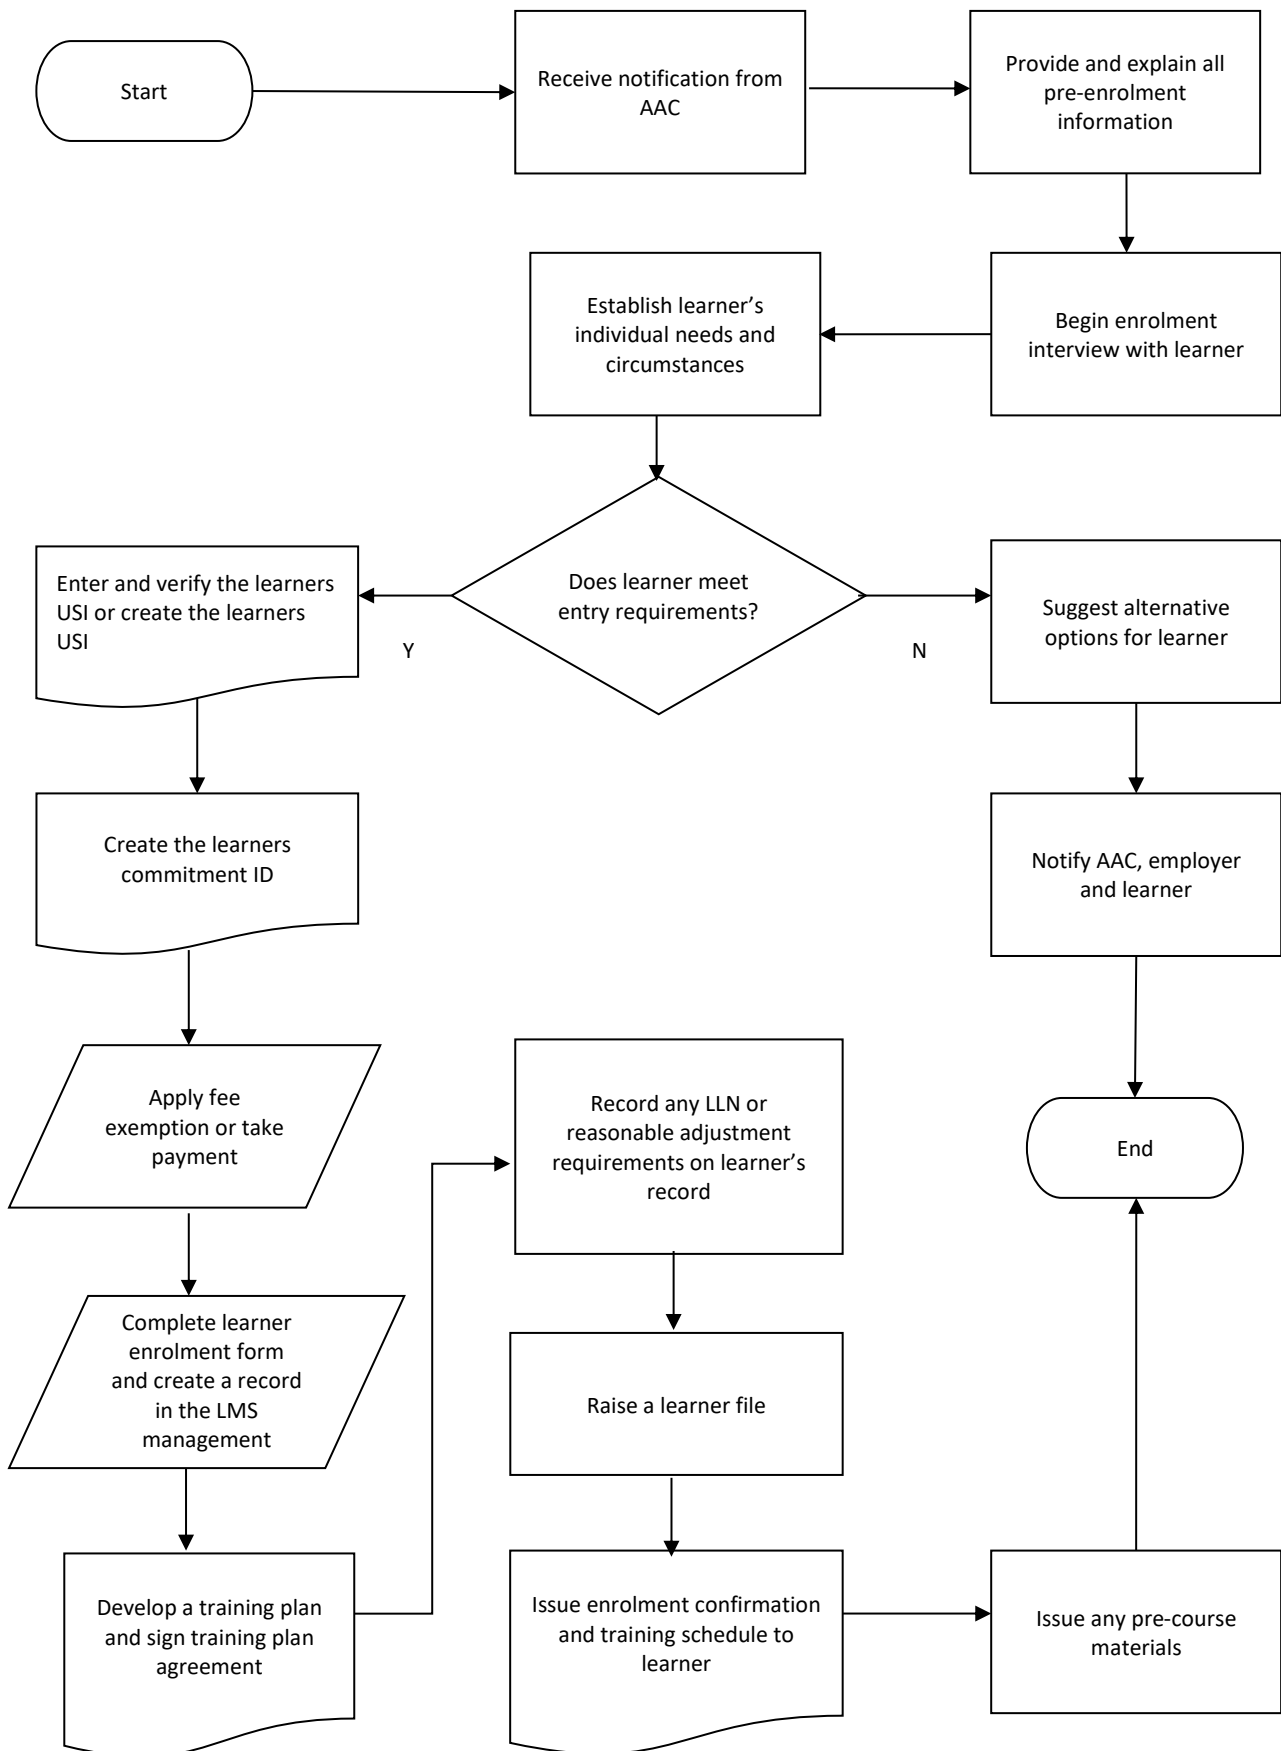 Start
Receive notification from
AAC
Provide and explain all
pre-enrolment
information
Begin enrolment
interview with learner
Establish learner’s
individual needs and
circumstances
Does learner meet
entry requirements?
Y
N
Enter and verify the learners
USI or create the learners
USI
Suggest alternative
options for learner
Create the learners
commitment ID
Notify AAC, employer
and learner
Apply fee
exemption or take
payment
Record any LLN or
reasonable adjustment
requirements on learner’s
record
End
Complete learner
enrolment form
and create a record
in the LMS
management
Raise a learner file
Develop a training plan
and sign training plan
agreement
Issue enrolment confirmation
and training schedule to
learner
Issue any pre-course
materials